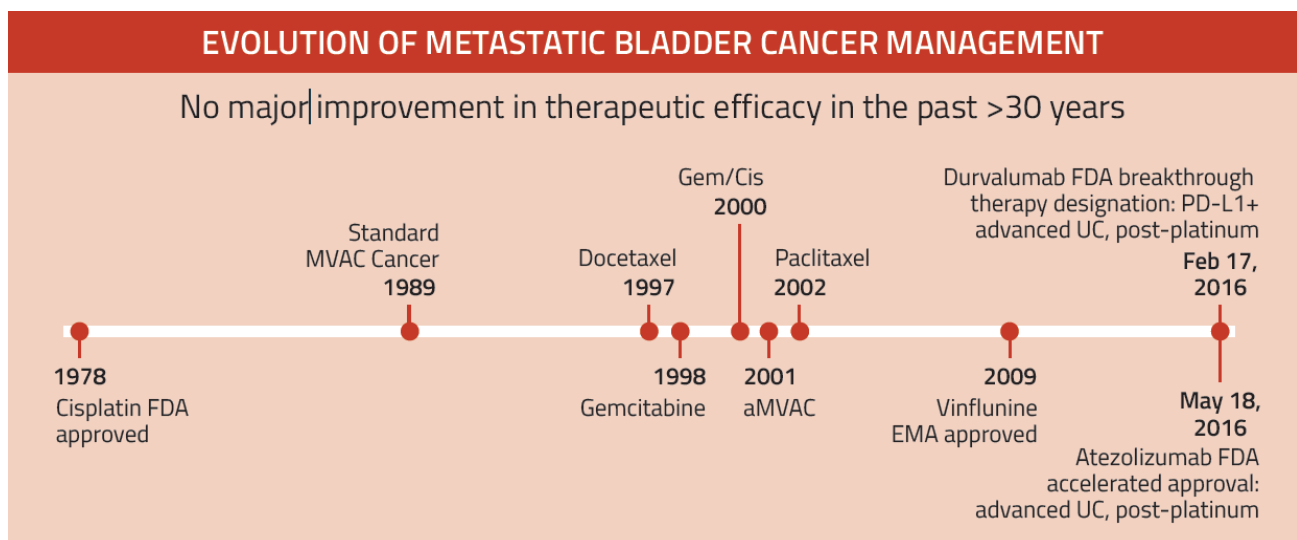 EVOLUTION OF METASTATIC BLADDER CANCER MANAGEMENT
No major improvement in therapeutic efficacy in the past >30 years
Standard
MVAC Cancer
1989
Docetaxel
1997
Gem/Cis
2000
Paclitaxel
2002
Durvalumab FDA breakthrough
therapy designation: PD-L1+
advanced UC, post-platinum
Feb 17,
2016
1978
Cisplatin FDA
approved
1998
Gemcitabine
2001
aMVAC
2009
Vinflunine
EMA approved
May 18,
2016
Atezolizumab FDA
accelerated approval:
advanced UC, post-platinum